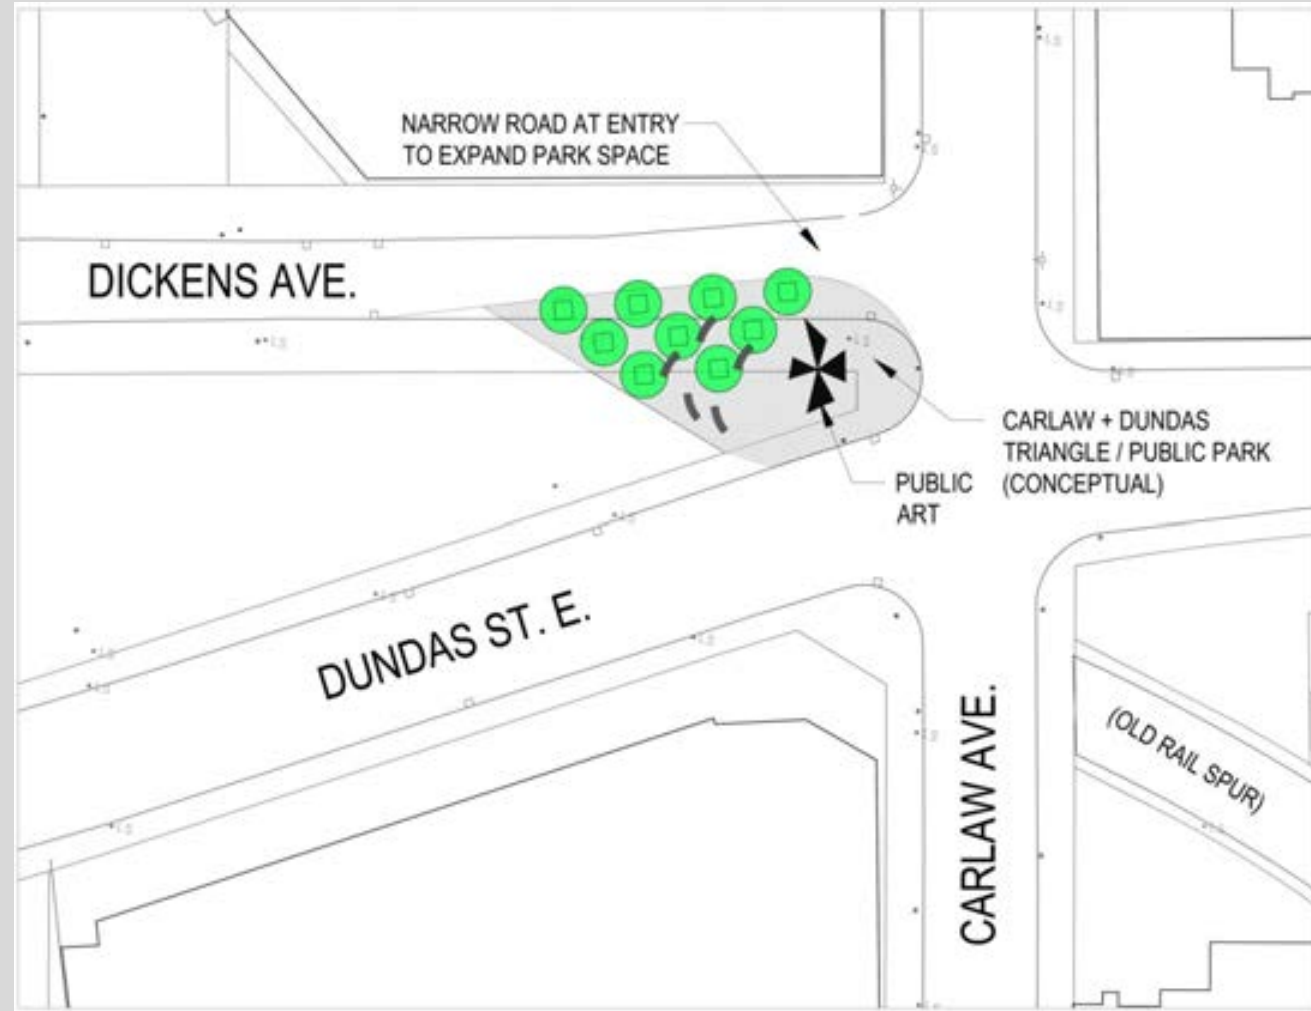 NARROW ROAD AT ENTRY
TO EXPAND PARK SPACE
DICKENS AVE.
CARLAW + DUNDAS
TRIANGLE / PUBLIC PARK
(CONCEPTUAL)
PUBLIC
ART
DUNDAS ST. E.
CARLAW AVE.
(OLD RAIL SPUR)